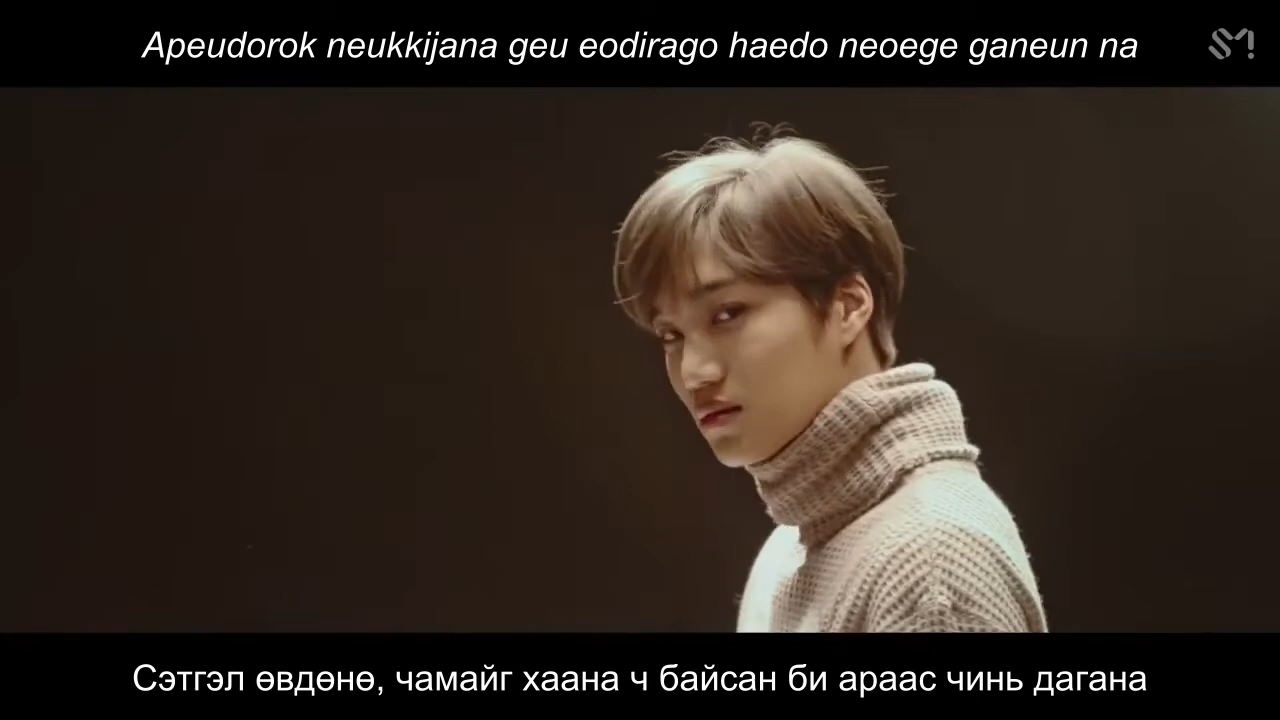 Apeudorok neukkijana geu eodirago haedo neoege ganeun na
SM!
Сэтгэл өвдөнө, чамайг хаана ч байсан би араас чинь дагана